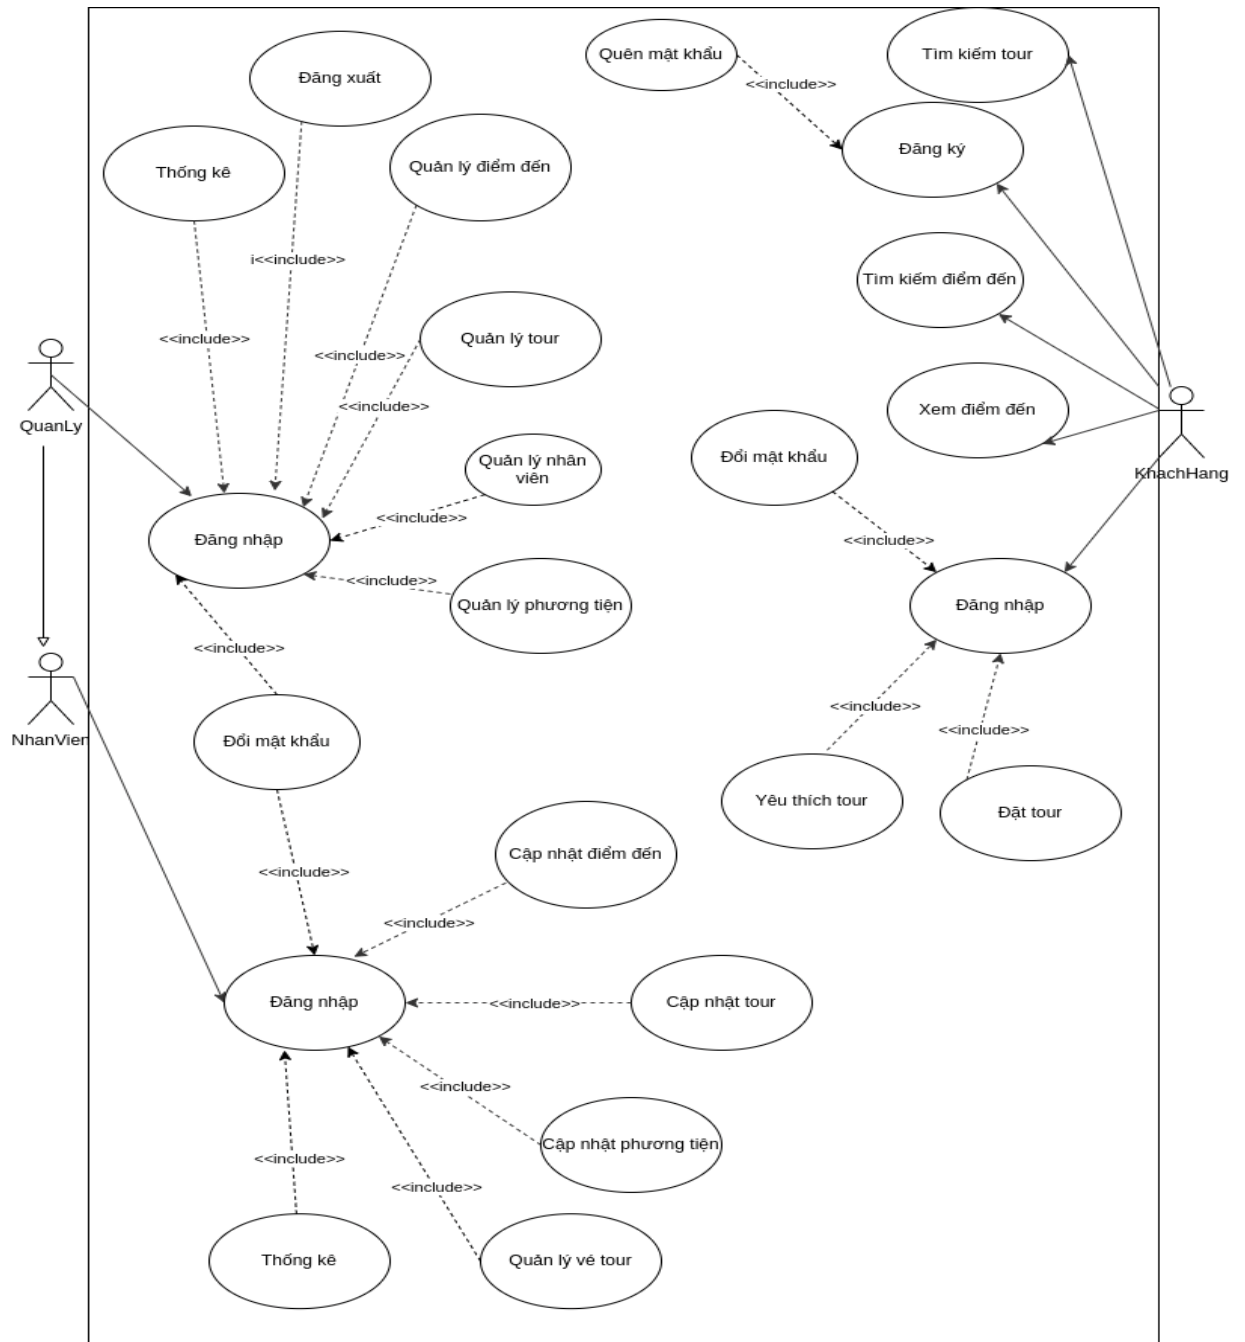 Quên mật khẩu
Tìm kiếm tour
Đăng xuất
<<include>>
Đăng ký
Thống kê
Quản lý điểm đến
i<<include>>
Tìm kiếm điểm đến
<<include>>
Quản lý tour
<<include>>
<<include>>
Xem điểm đến
QuanLy
Đổi mật khẩu
Quản lý nhân
viên
KhachHang
<<include>>
Đăng nhập
<<include>>
<<include>>
Quản lý phương tiện
Đăng nhập
<<include>>
<<include>>
<<include>>
NhanVien
Đổi mật khẩu
Yêu thích tour
Đặt tour
Cập nhật điểm đến
<<include>>
<<include>>
Đăng nhập
<<include>>
Cập nhật tour
<<include>>
Cập nhật phương tiện
<<include>>
<<include>>
Thống kê
Quản lý vé tour